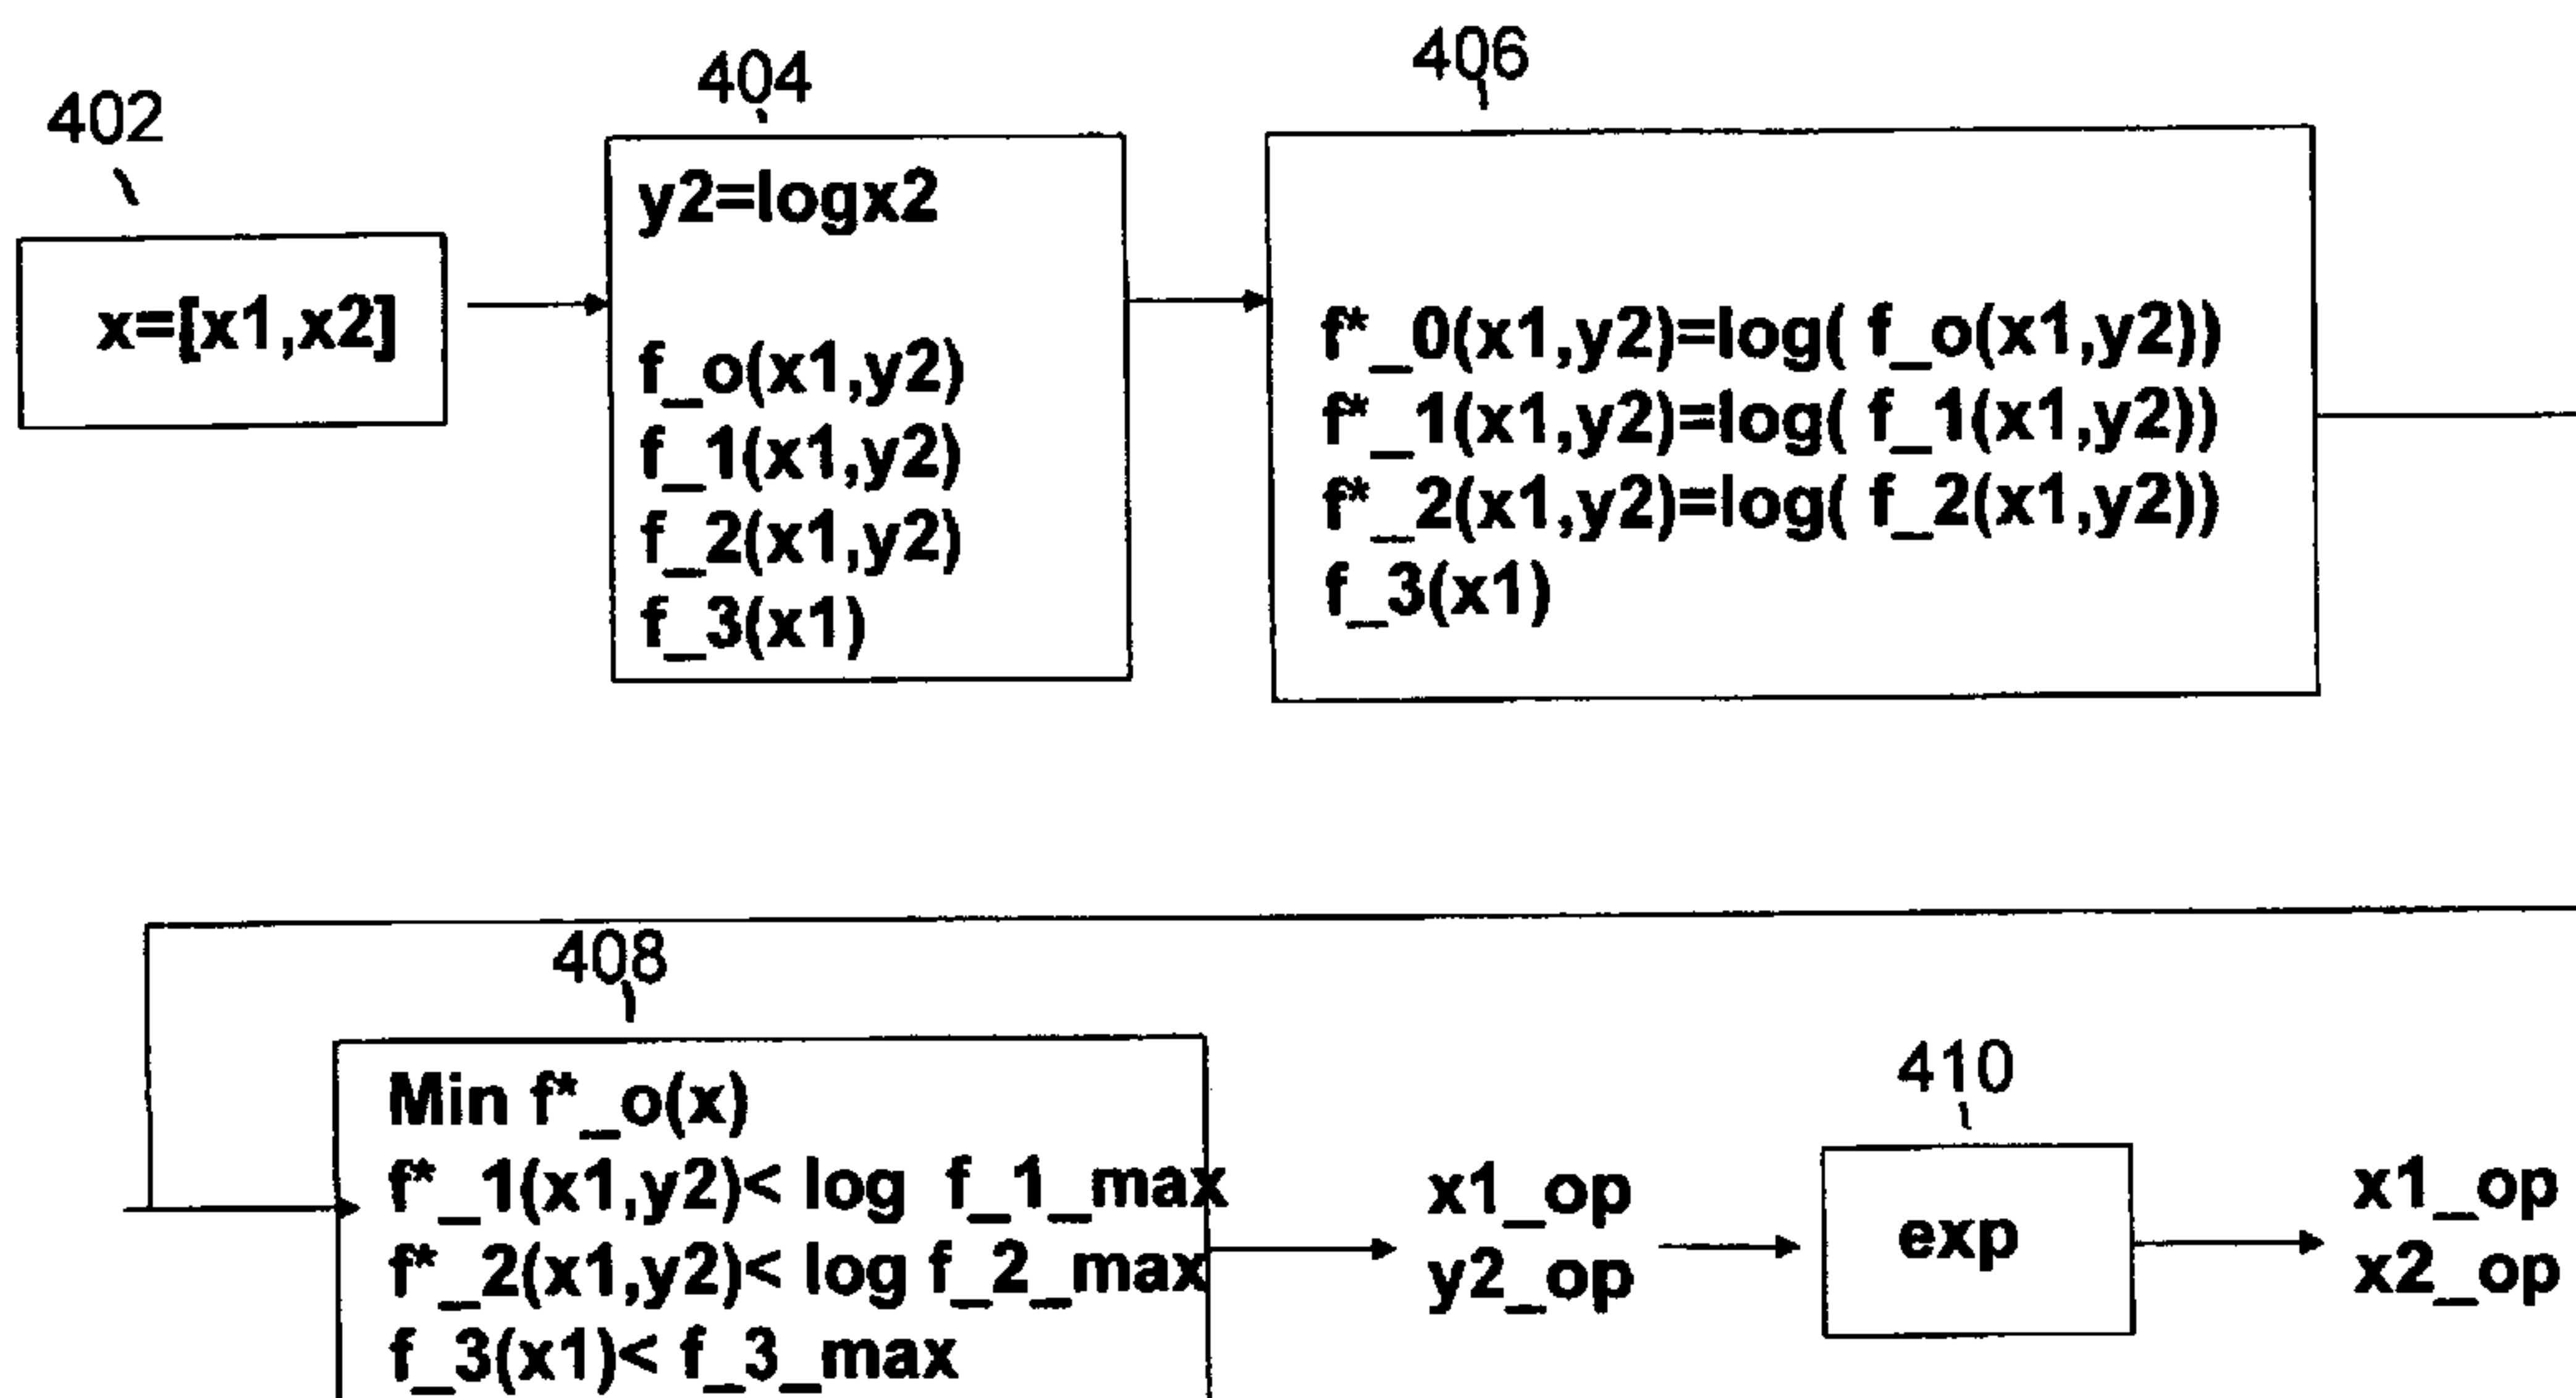 402
x=[x1,x2]
404
y2=logx2
f_o(x1,y2)
f_1(x1,y2)
f_2(x1,y2)
f_3(x1)
406
f*_0(x1,y2)=log( f_o(x1,y2))
f*_1(x1,y2)=log( f_1(x1,y2))
f*_2(x1,y2)=log( f_2(x1,y2))
f_3(x1)
408
Min f*_o(x)
f*_1(x1,y2)< log f_1_max
f*_2(x1,y2)< log f_2_max
f_3(x1)< f_3_max
x1_op
y2_op
410
exp
x1_op
x2_op